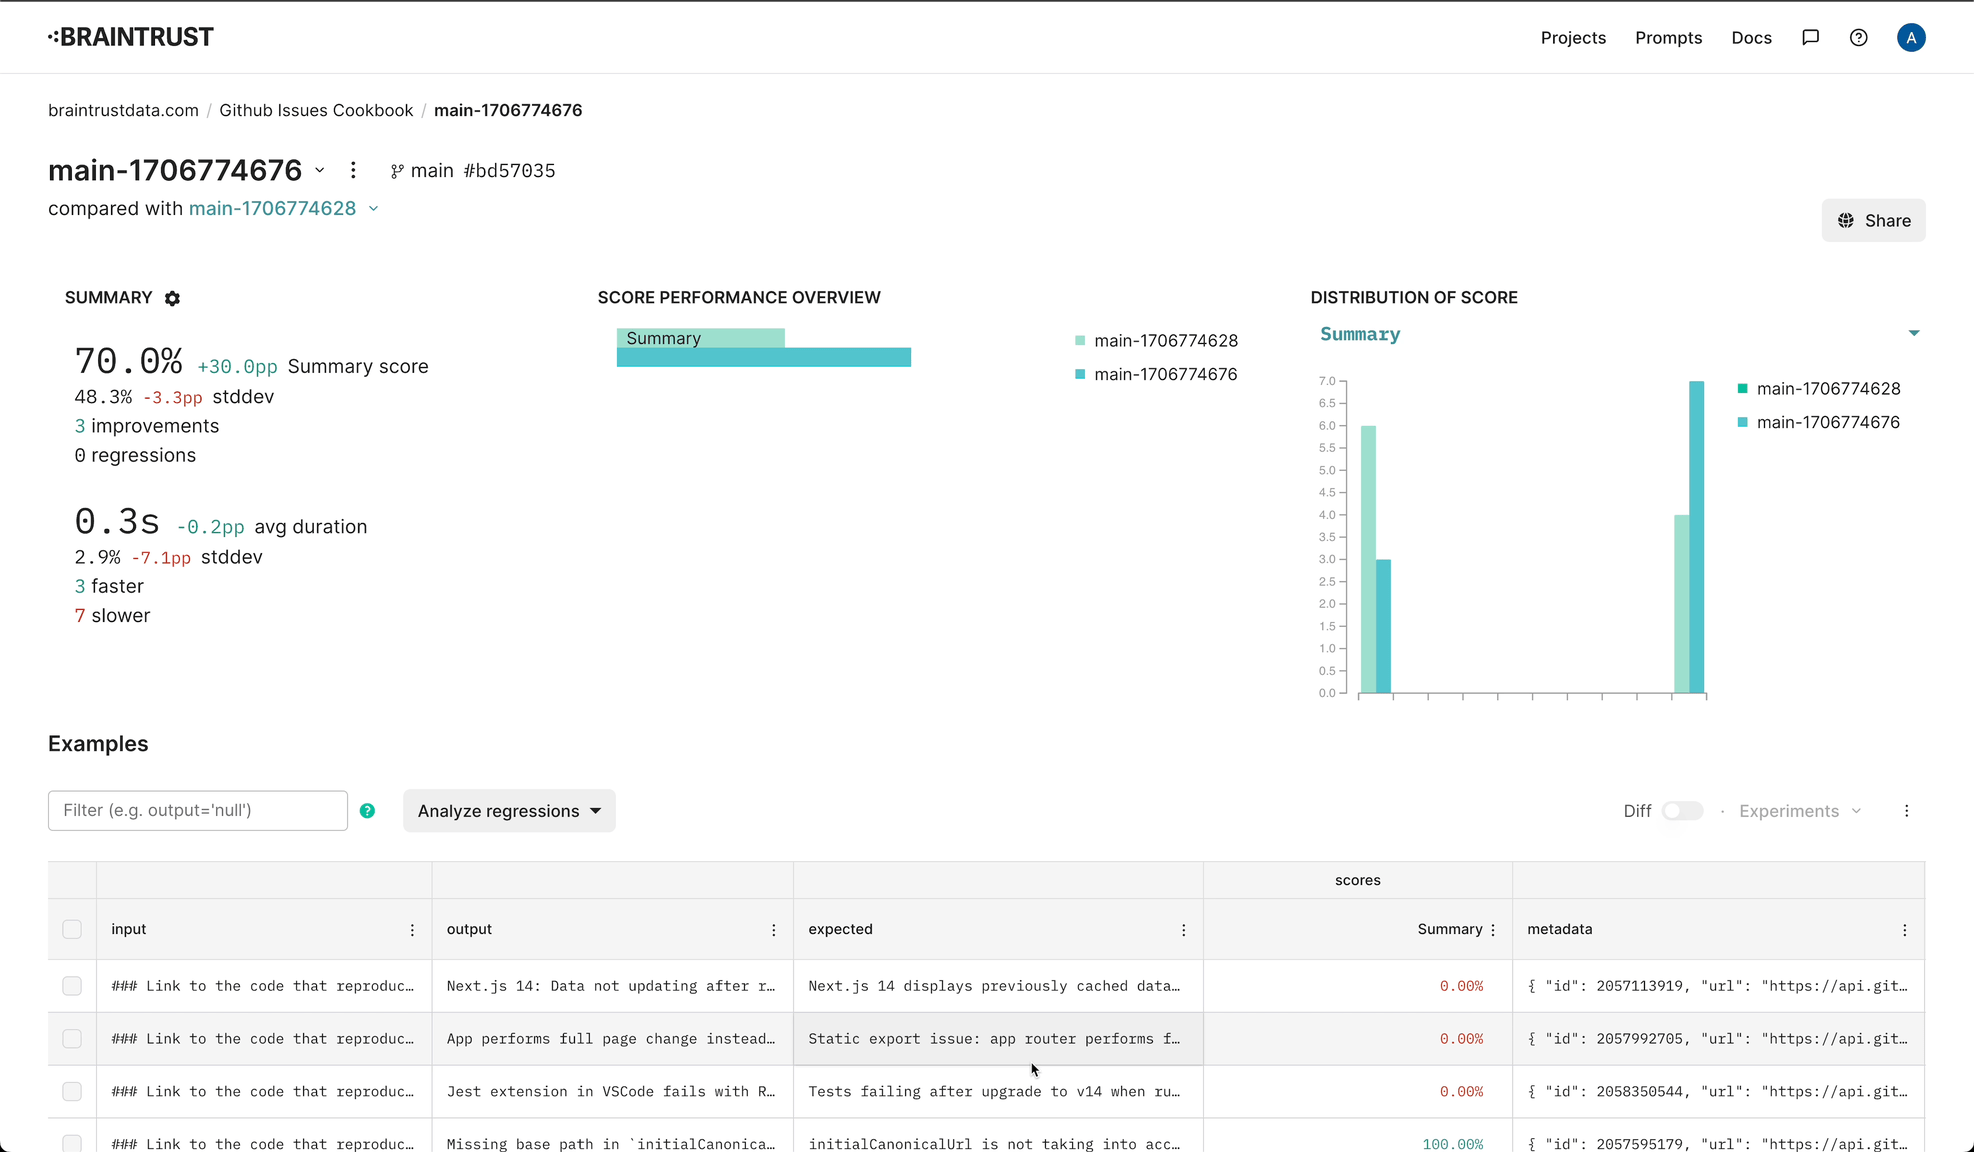 BRAINTRUST
Projects
Prompts
Docs
A
braintrustdata.com / Github Issues Cookbook / main-1706774676
main-1706774676
main #bd57035
compared with main-1706774628
Share
SUMMARY
70.0% +30.0pp Summary score
48.3% -3.3pp stddev
3 improvements
0 regressions
0.3s -0.2pp avg duration
2.9% -7.1pp stddev
3 faster
7 slower
SCORE PERFORMANCE OVERVIEW
Summary
main-1706774628
main-1706774676
DISTRIBUTION OF SCORE
Summary
7.0
6.5
6.0
5.5
5.0
4.5
4.0
3.5
3.0
2.5
2.0
1.5
1.0
0.5
0.0
main-1706774628
main-1706774676
Examples
Filter (e.g. output='null')
?
Analyze regressions
Diff · Experiments
scores
input output expected Summary metadata
### Link to the code that reproduc… Next.js 14: Data not updating after r… Next.js 14 displays previously cached data… 0.00% { "id": 2057113919, "url": "https://api.git…
### Link to the code that reproduc… App performs full page change instead… Static export issue: app router performs f… 0.00% { "id": 2057992705, "url": "https://api.git…
### Link to the code that reproduc… Jest extension in VSCode fails with R… Tests failing after upgrade to v14 when ru… 0.00% { "id": 2058350544, "url": "https://api.git…
### Link to the code that reproduc… Missing base path in `initialCanonica… initialCanonicalUrl is not taking into acc… 100.00% { "id": 2057595179, "url": "https://api.git…